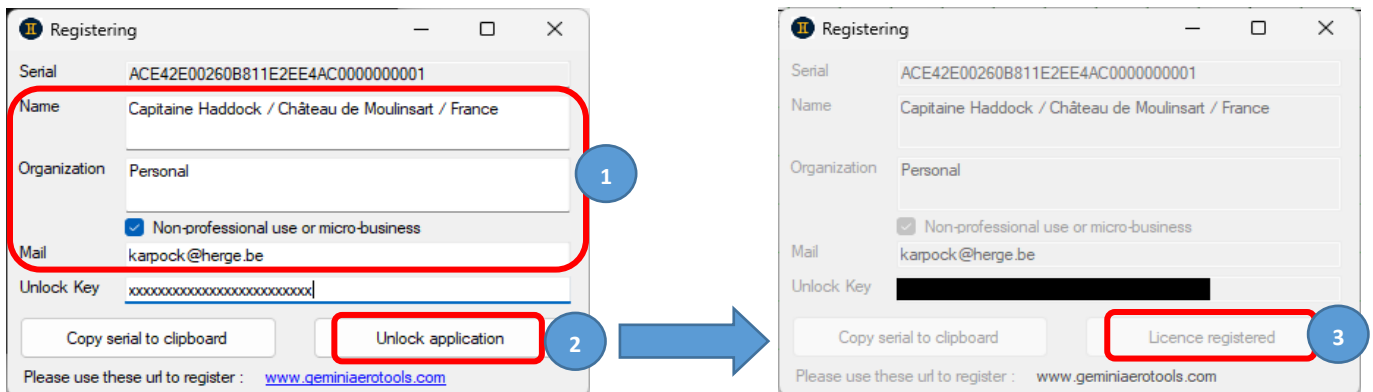 Registering
Serial ACE42E00260B811E2EE4AC0000000001
Name Capitaine Haddock / Château de Moulinsart / France
Organization Personal
Non-professional use or micro-business
Mail karpock@herge.be
Unlock Key xxxxxxxxxxxxxxxxxxxxxxxxx
Copy serial to clipboard Unlock application
Please use these url to register : www.geminiaerotools.com
1
2
Registering
Serial ACE42E00260B811E2EE4AC0000000001
Name Capitaine Haddock / Château de Moulinsart / France
Organization Personal
Non-professional use or micro-business
Mail karpock@herge.be
Unlock Key
Copy serial to clipboard Licence registered
Please use these url to register : www.geminiaerotools.com
3